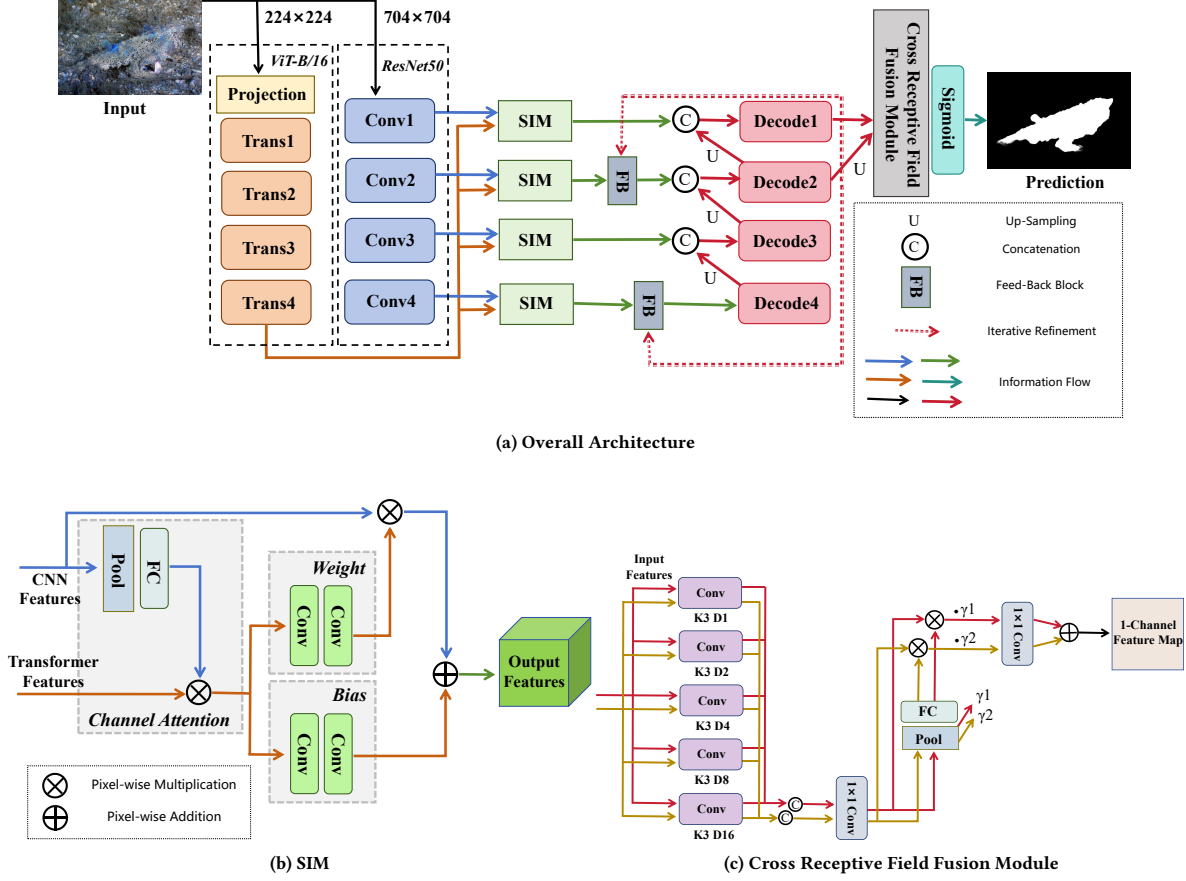 224×224
704×704
Input
ViT-B/16
Projection
Trans1
Trans2
Trans3
Trans4
ResNet50
Conv1
Conv2
Conv3
Conv4
SIM
SIM
SIM
SIM
FB
FB
C
C
C
U
U
U
U
Decode1
Decode2
Decode3
Decode4
Cross Receptive Field
Fusion Module
Sigmoid
Prediction
U
Up-Sampling
C
Concatenation
FB
Feed-Back Block
Iterative Refinement
Information Flow
(a) Overall Architecture
CNN
Features
Pool
FC
Transformer
Features
Channel Attention
Weight
Conv
Conv
Bias
Conv
Conv
Output
Features
Pixel-wise Multiplication
Pixel-wise Addition
(b) SIM
Input
Features
Conv
K3 D1
Conv
K3 D2
Conv
K3 D4
Conv
K3 D8
Conv
K3 D16
C
C
1×1 Conv
FC
Pool
γ1
γ2
•γ1
•γ2
1×1 Conv
1-Channel
Feature Map
(c) Cross Receptive Field Fusion Module